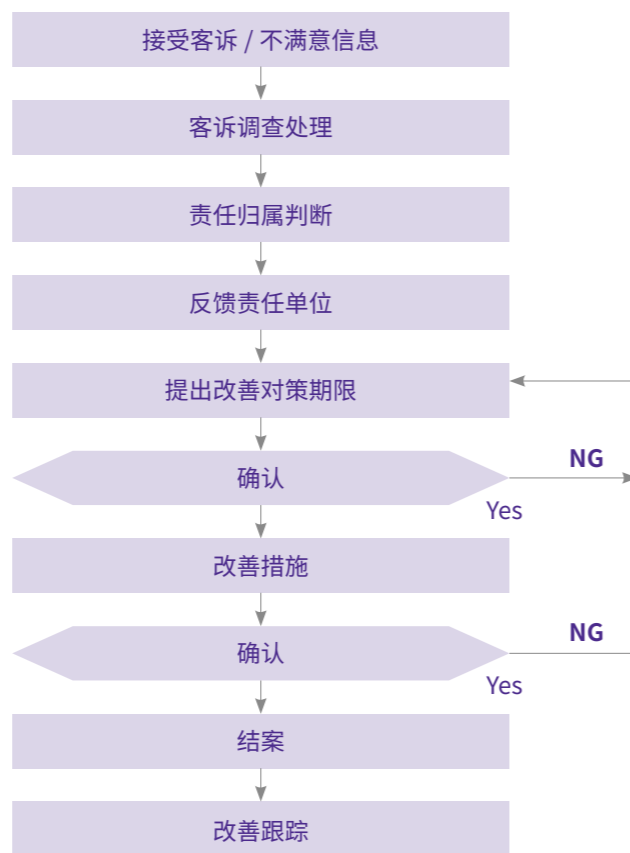 接受客诉 / 不满意信息
客诉调查处理
责任归属判断
反馈责任单位
提出改善对策期限
确认
NG
Yes
改善措施
确认
NG
Yes
结案
改善跟踪